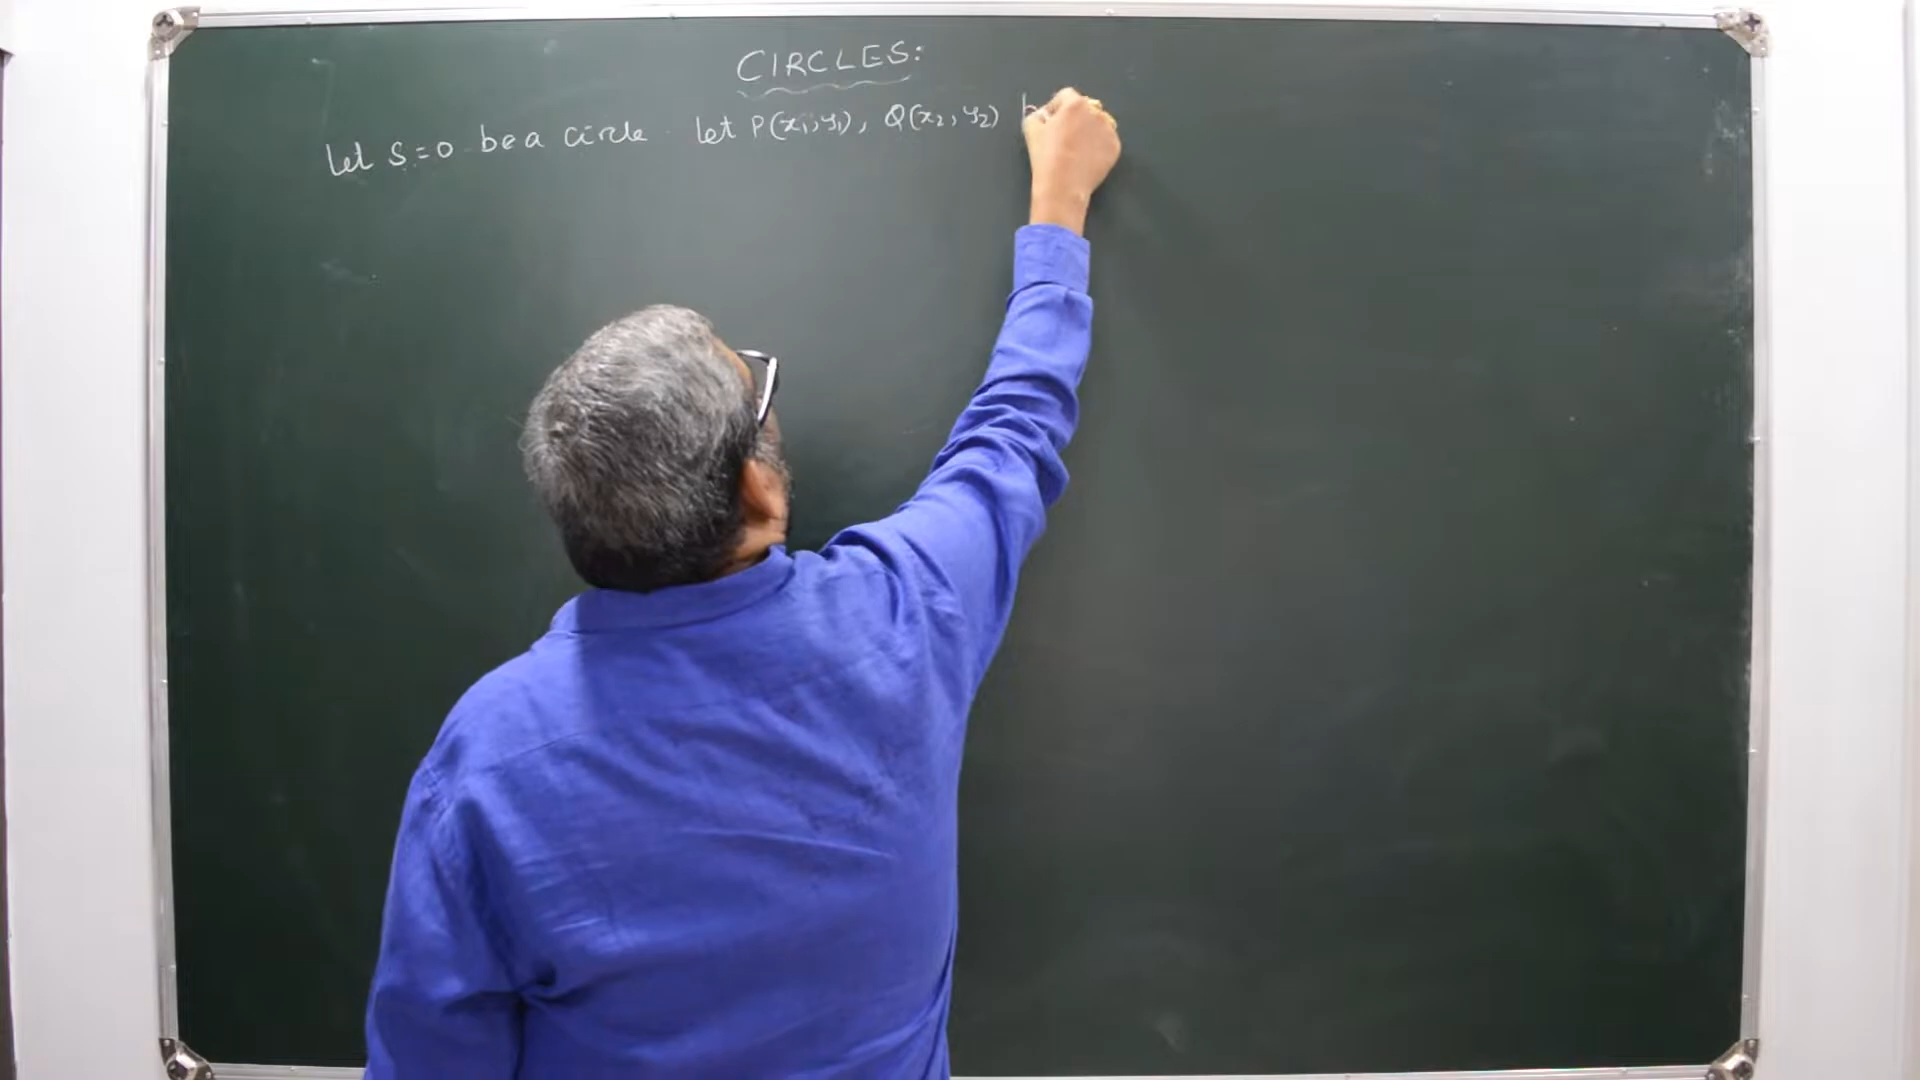 CIRCLES:
Let S=0 be a circle. Let P(x₁,y₁), Q(x₂,y₂)